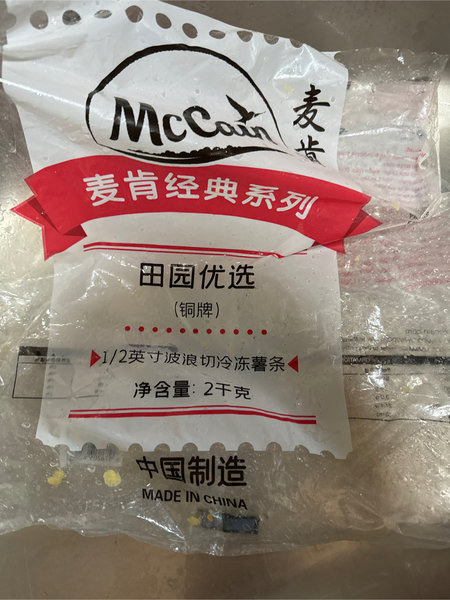 McCain
麦肯
麦肯经典系列
田园优选
(铜牌)
1/2英寸波浪切冷冻薯条
净含量: 2千克
中国制造
MADE IN CHINA